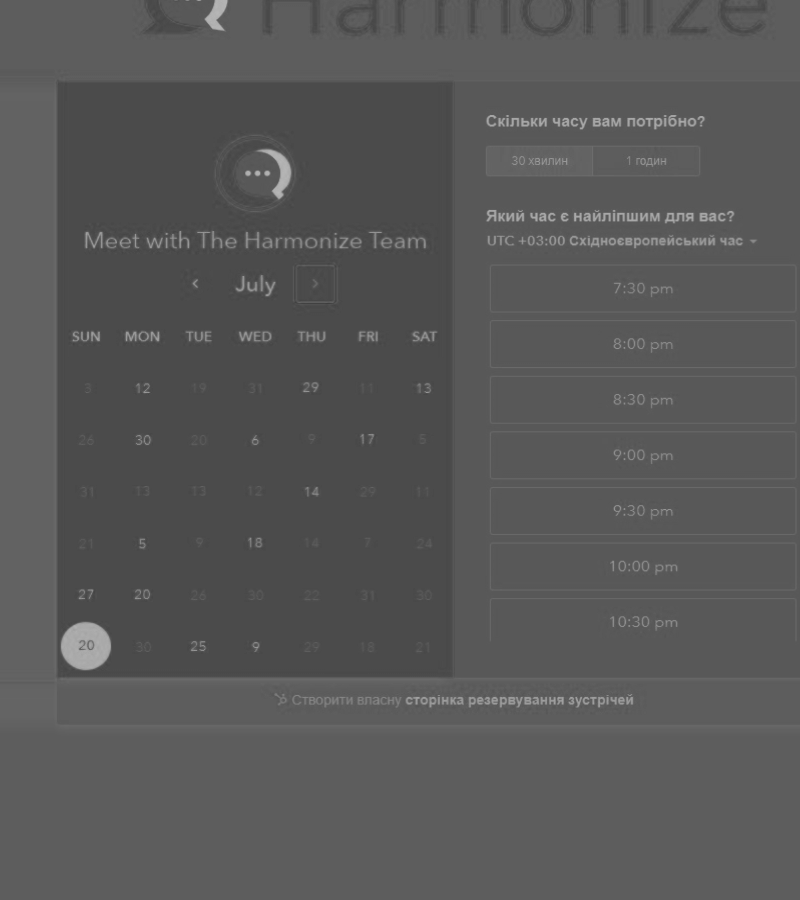 Harmonize
Meet with The Harmonize Team
July
SUN MON TUE WED THU FRI SAT
3 12 19 31 29 11 13
26 30 20 6 9 17 5
31 13 13 12 14 29 11
21 5 9 18 14 7 24
27 20 26 30 22 31 30
20 30 25 9 29 18 21
Скільки часу вам потрібно?
30 хвилин 1 годин
Який час є найліпшим для вас?
UTC +03:00 Східноєвропейський час
7:30 pm
8:00 pm
8:30 pm
9:00 pm
9:30 pm
10:00 pm
10:30 pm
Створити власну сторінка резервування зустрічей